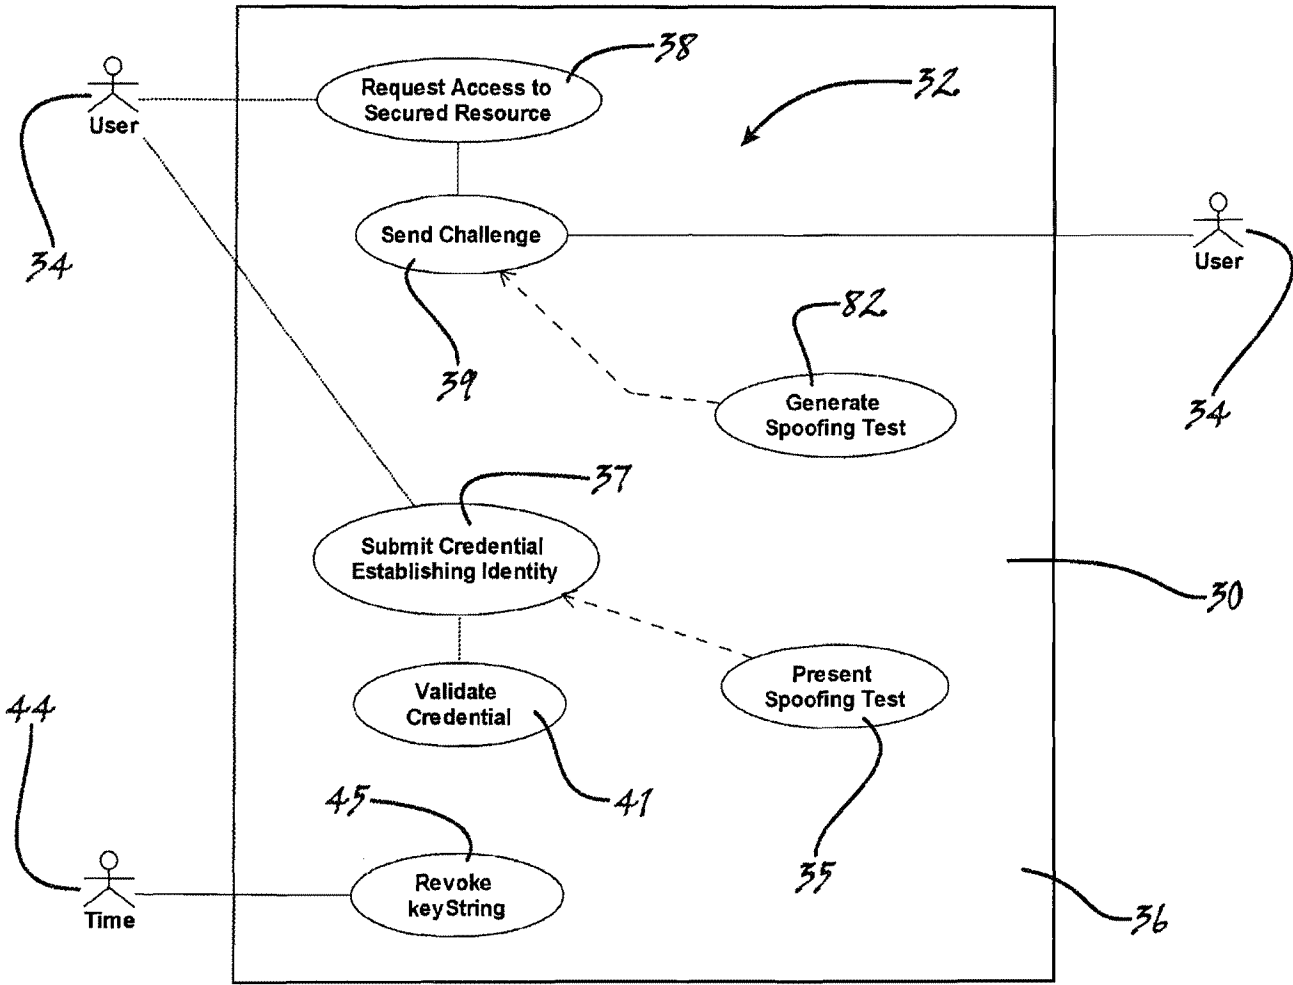 38
Request Access to
Secured Resource
32
User
34
Send Challenge
User
39
82
34
Generate
Spoofing Test
37
Submit Credential
Establishing Identity
30
Present
Spoofing Test
Validate
Credential
44
41
45
35
Revoke
keyString
Time
36